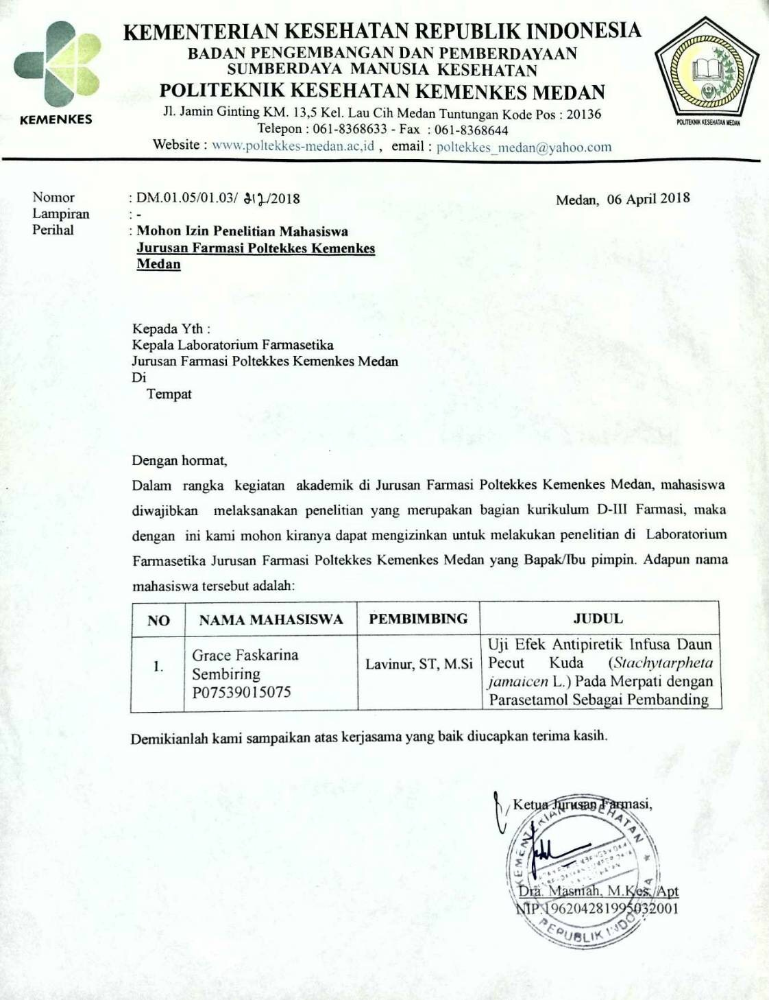 KEMENKES
KEMENTERIAN KESEHATAN REPUBLIK INDONESIA
BADAN PENGEMBANGAN DAN PEMBERDAYAAN
SUMBERDAYA MANUSIA KESEHATAN
POLITEKNIK KESEHATAN KEMENKES MEDAN
Jl. Jamin Ginting KM. 13,5 Kel. Lau Cih Medan Tuntungan Kode Pos : 20136
Telepon : 061-8368633 - Fax : 061-8368644
Website : www.poltekkes-medan.ac,id , email : poltekkes_medan@yahoo.com
POLITEKNIK KESEHATAN MEDAN
Nomor : DM.01.05/01.03/ /2018
Medan, 06 April 2018
Lampiran : -
Perihal : Mohon Izin Penelitian Mahasiswa
Jurusan Farmasi Poltekkes Kemenkes
Medan
Kepada Yth :
Kepala Laboratorium Farmasetika
Jurusan Farmasi Poltekkes Kemenkes Medan
Di
Tempat
Dengan hormat,
Dalam rangka kegiatan akademik di Jurusan Farmasi Poltekkes Kemenkes Medan, mahasiswa
diwajibkan melaksanakan penelitian yang merupakan bagian kurikulum D-III Farmasi, maka
dengan ini kami mohon kiranya dapat mengizinkan untuk melakukan penelitian di Laboratorium
Farmasetika Jurusan Farmasi Poltekkes Kemenkes Medan yang Bapak/Ibu pimpin. Adapun nama
mahasiswa tersebut adalah:
NO NAMA MAHASISWA PEMBIMBING JUDUL
1.
Grace Faskarina
Sembiring
P07539015075
Lavinur, ST, M.Si
Uji Efek Antipiretik Infusa Daun
Pecut Kuda (Stachytarpheta
jamaicen L.) Pada Merpati dengan
Parasetamol Sebagai Pembanding
Demikianlah kami sampaikan atas kerjasama yang baik diucapkan terima kasih.
Ketua Jurusan Farmasi,
KEMENTERIAN KESEHATAN
REPUBLIK INDONESIA
Dra. Masniah, M.Kes, Apt
NIP.196204281995032001